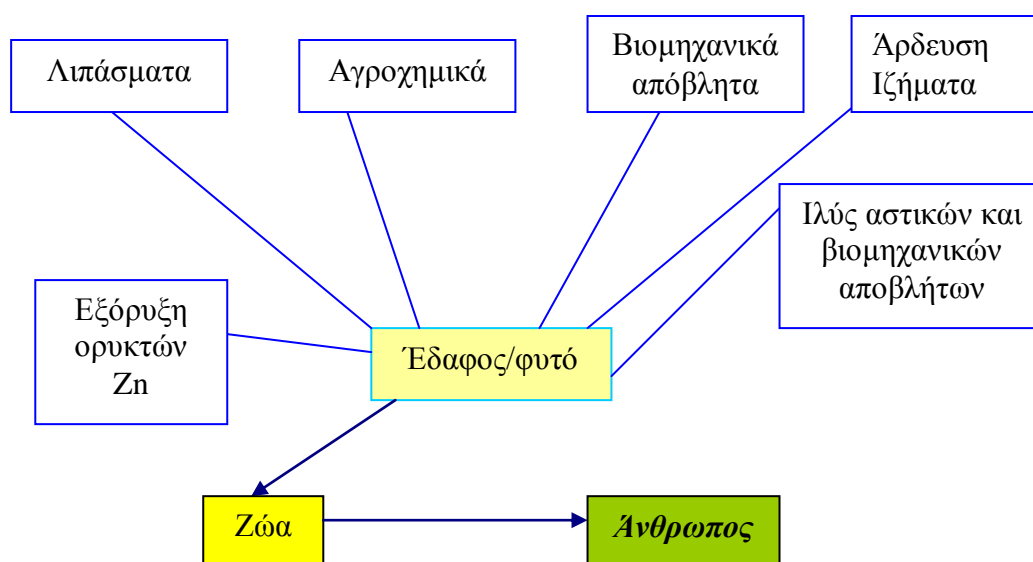 Λιπάσματα
Αγροχημικά
Βιομηχανικά
απόβλητα
Άρδευση
Ιζήματα
Ιλύς αστικών και
βιομηχανικών
αποβλήτων
Εξόρυξη
ορυκτών
Zn
Έδαφος/φυτό
Ζώα
Άνθρωπος